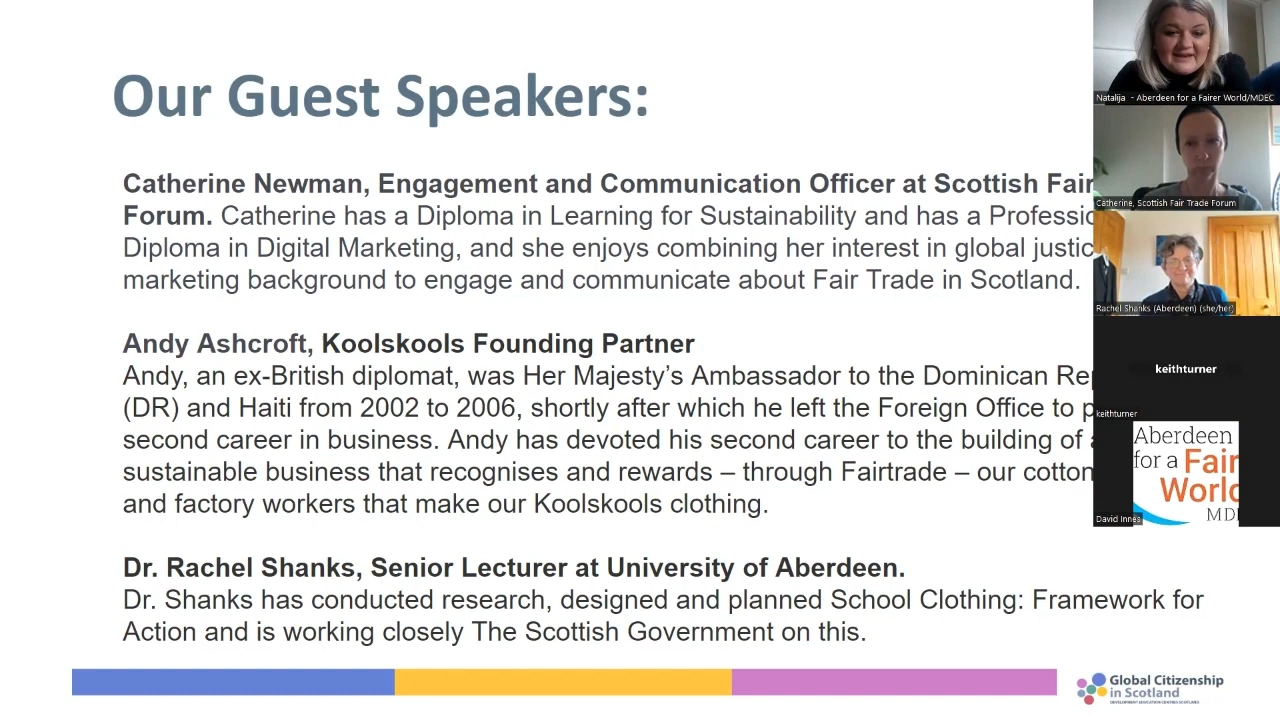 Our Guest Speakers:
Catherine Newman, Engagement and Communication Officer at Scottish Fair
Forum. Catherine has a Diploma in Learning for Sustainability and has a
Diploma in Digital Marketing, and she enjoys combining her interest in global
marketing background to engage and communicate about Fair Trade in Scotland.
Andy Ashcroft, Koolskools Founding Partner
Andy, an ex-British diplomat, was Her Majesty’s Ambassador to the Dominican
(DR) and Haiti from 2002 to 2006, shortly after which he left the Foreign Office to
second career in business. Andy has devoted his second career to the building of
sustainable business that recognises and rewards – through Fairtrade – our cotton
and factory workers that make our Koolskools clothing.
Dr. Rachel Shanks, Senior Lecturer at University of Aberdeen.
Dr. Shanks has conducted research, designed and planned School Clothing: Framework for
Action and is working closely The Scottish Government on this.
Natalija - Aberdeen for a Fairer World/MDEC
Catherine, Scottish Fair Trade Forum
Rachel Shanks (Aberdeen) (she/her)
keithturner
keithturner
Aberdeen
for a Fair
World
David Innes
Global Citizenship
in Scotland
DEVELOPMENT EDUCATION CENTRES SCOTLAND